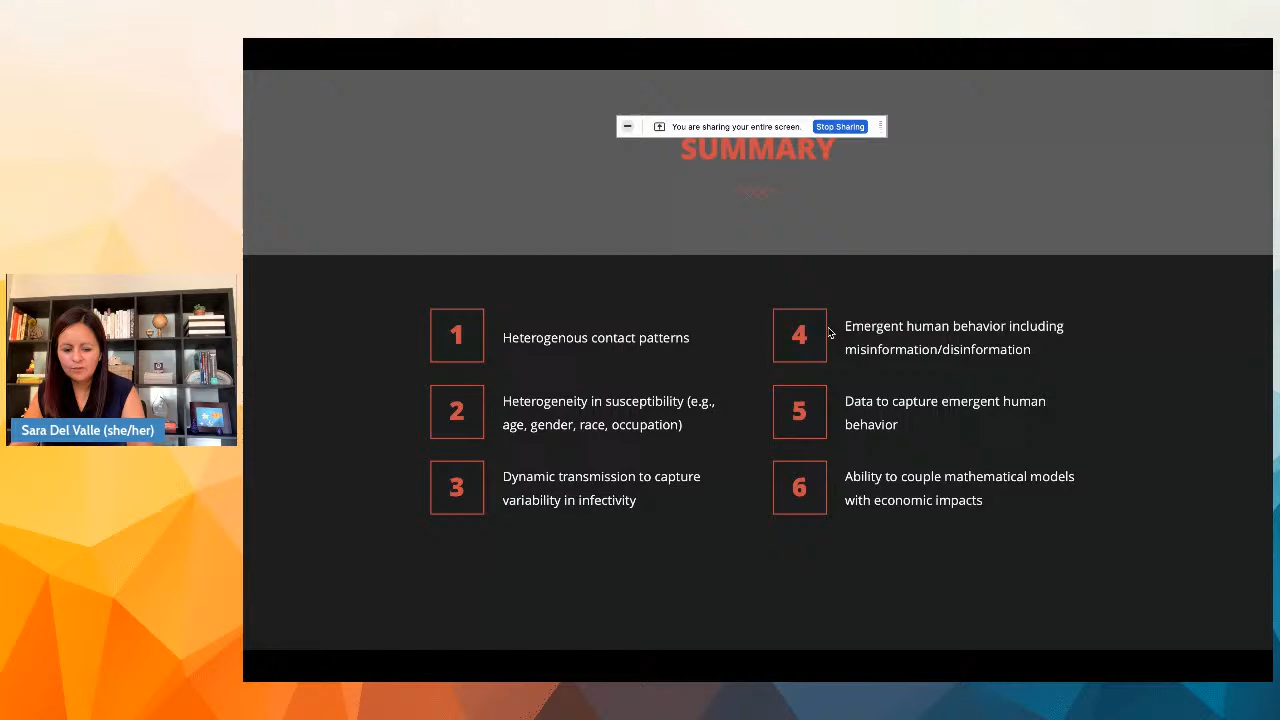 You are sharing your entire screen.
Stop Sharing
SUMMARY
1
Heterogenous contact patterns
2
Heterogeneity in susceptibility (e.g.,
age, gender, race, occupation)
3
Dynamic transmission to capture
variability in infectivity
4
Emergent human behavior including
misinformation/disinformation
5
Data to capture emergent human
behavior
6
Ability to couple mathematical models
with economic impacts
Sara Del Valle (she/her)